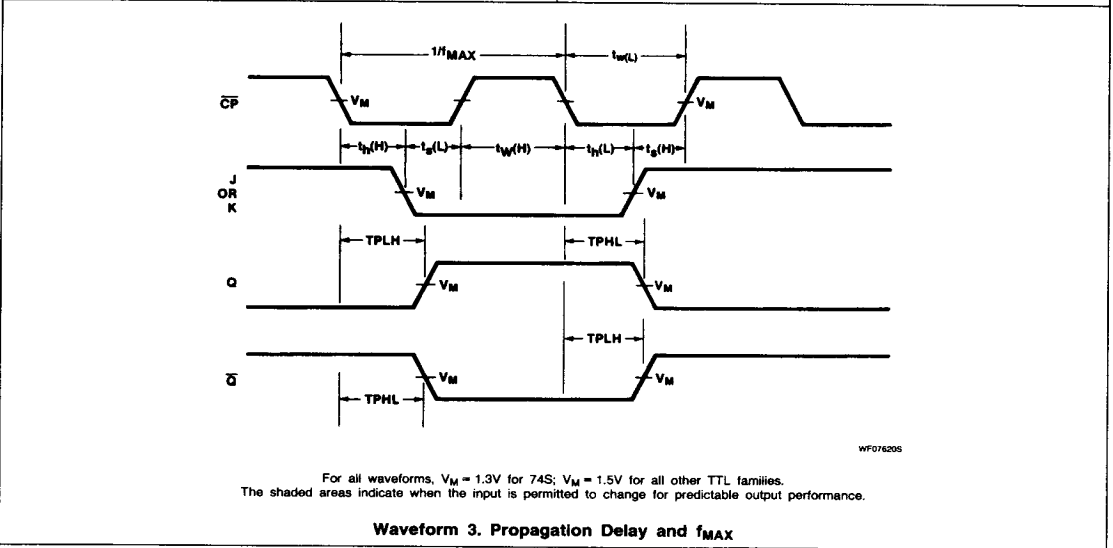 1/fMAX
tw(L)
CP
VM
VM
th(H)
ts(L)
tW(H)
th(L)
ts(H)
J
OR
K
VM
VM
TPLH
TPHL
Q
VM
VM
TPLH
Q
VM
VM
TPHL
WF07620S
For all waveforms, VM = 1.3V for 74S; VM = 1.5V for all other TTL families.
The shaded areas indicate when the input is permitted to change for predictable output performance.
Waveform 3. Propagation Delay and fMAX